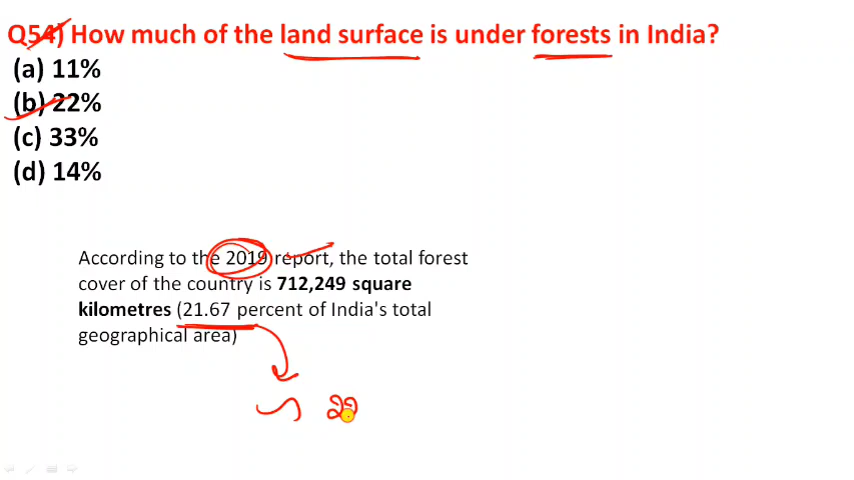 Q54) How much of the land surface is under forests in India?
(a) 11%
(b) 22%
(c) 33%
(d) 14%
According to the 2019 report, the total forest
cover of the country is 712,249 square
kilometres (21.67 percent of India's total
geographical area)
22